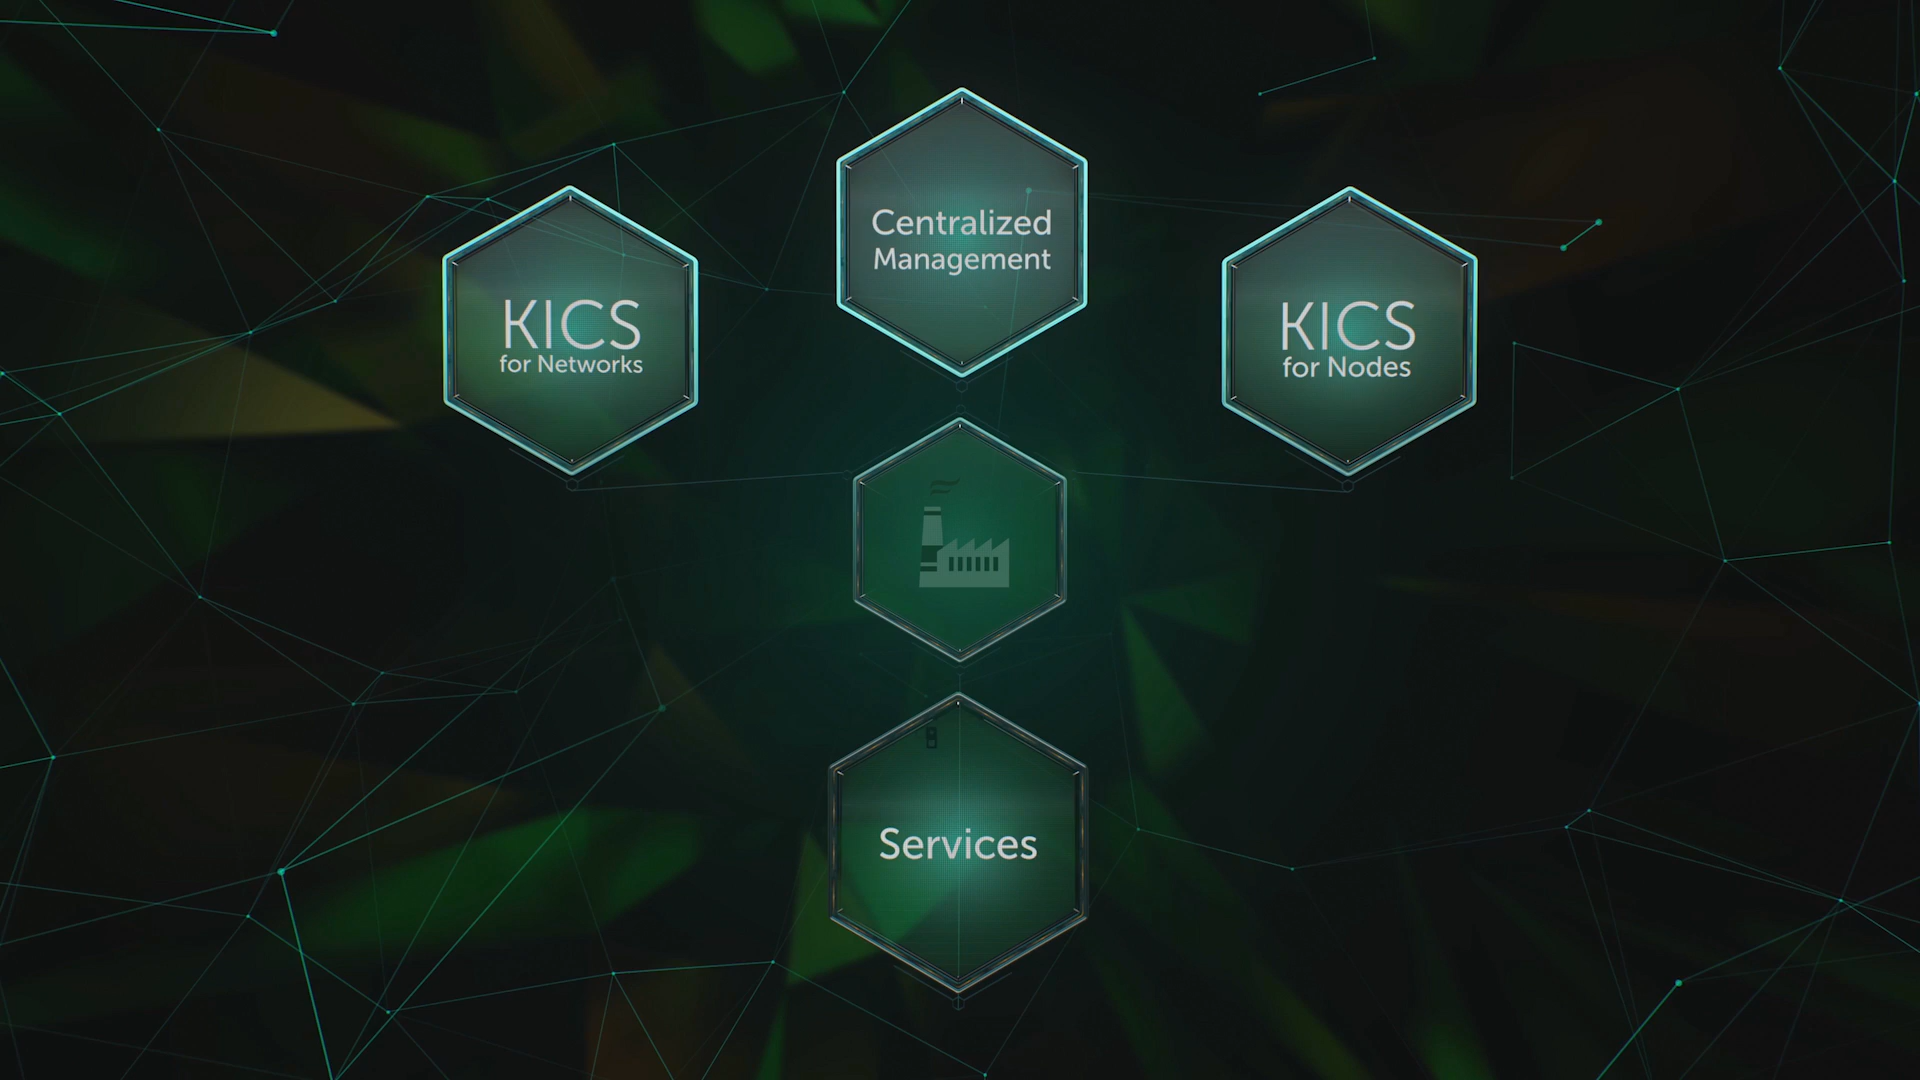 Centralized
Management
KICS
for Networks
KICS
for Nodes
Services